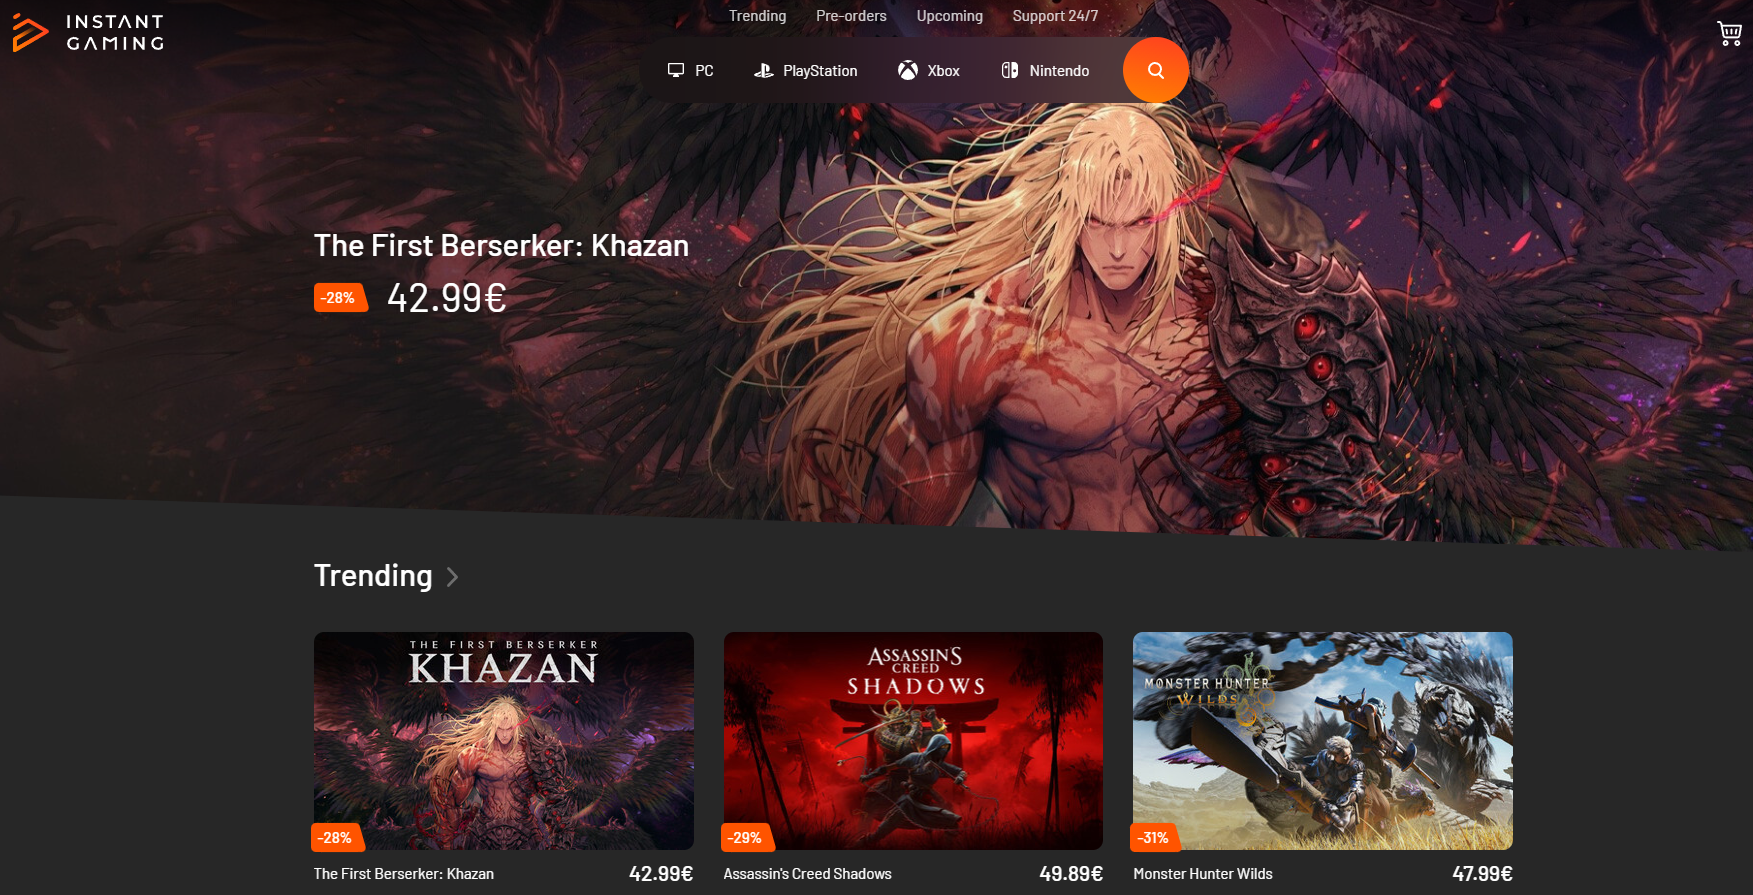 INSTANT
GAMING
Trending Pre-orders Upcoming Support 24/7
PC PlayStation Xbox Nintendo
The First Berserker: Khazan
-28% 42.99€
Trending
THE FIRST BERSERKER
KHAZAN
ASSASSIN'S
CREED
SHADOWS
MONSTER HUNTER
WILDS
-28%
-29%
-31%
The First Berserker: Khazan 42.99€
Assassin's Creed Shadows 49.89€
Monster Hunter Wilds 47.99€